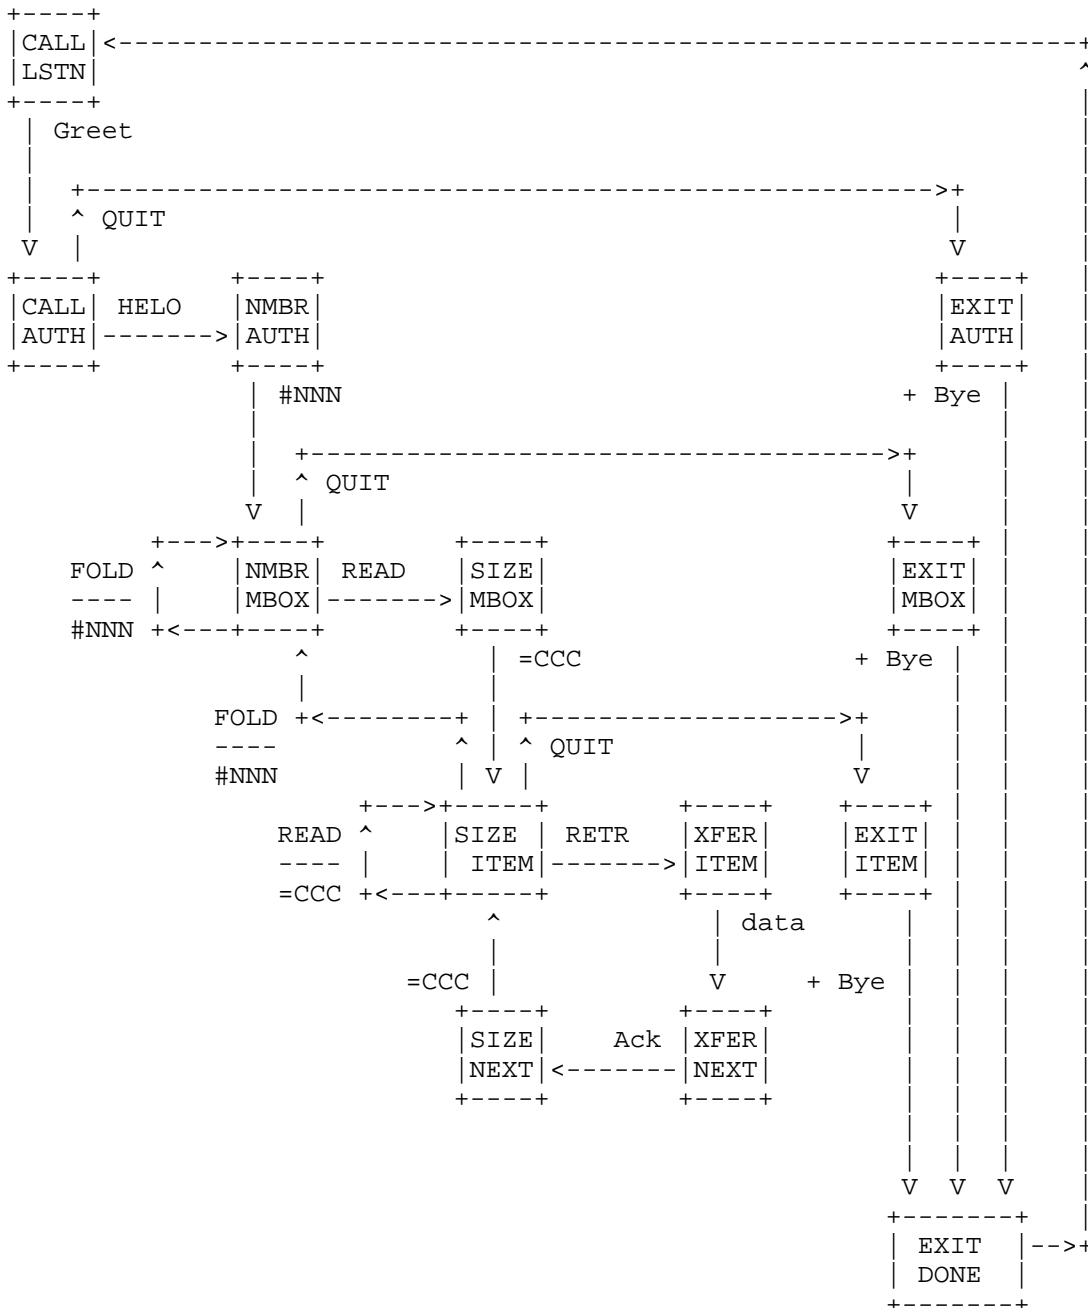 CALL
LSTN
Greet
QUIT
CALL HELO NMBR EXIT
AUTH AUTH AUTH
#NNN + Bye
QUIT
FOLD NMBR READ SIZE EXIT
---- MBOX MBOX MBOX
#NNN
=CCC + Bye
FOLD
---- QUIT
#NNN
READ SIZE RETR XFER EXIT
---- ITEM ITEM ITEM
=CCC
data
=CCC + Bye
SIZE Ack XFER
NEXT NEXT
EXIT
DONE